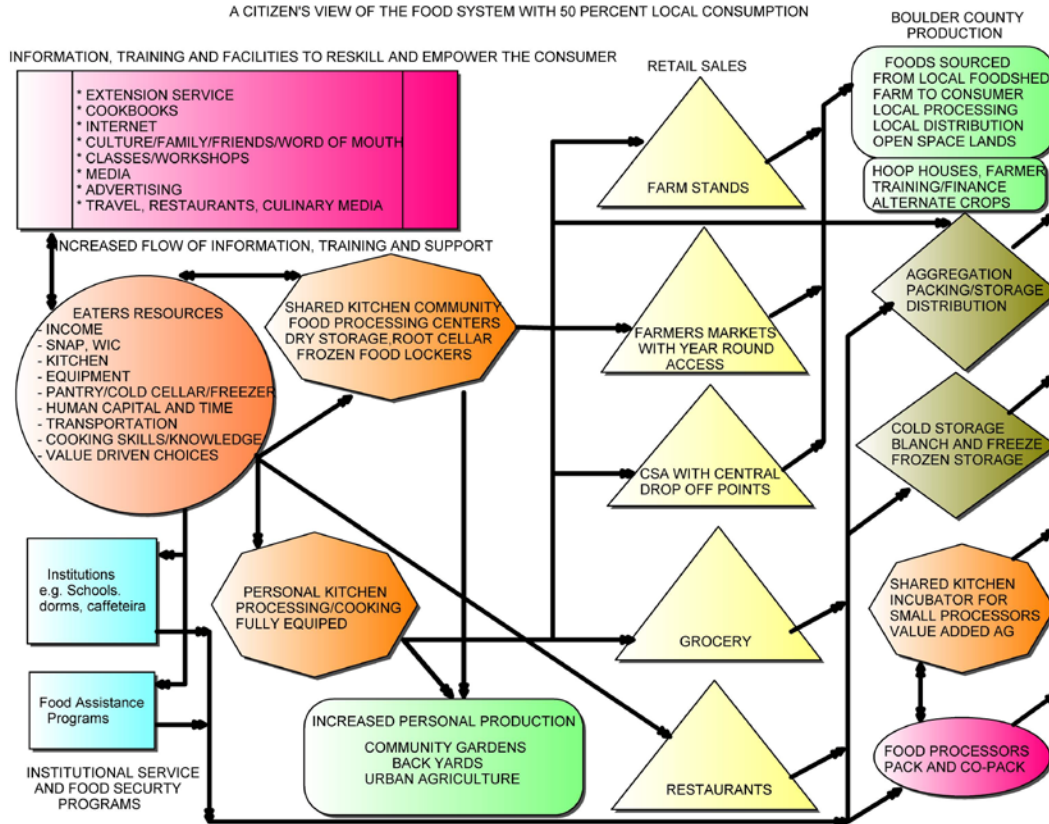 A CITIZEN'S VIEW OF THE FOOD SYSTEM WITH 50 PERCENT LOCAL CONSUMPTION
INFORMATION, TRAINING AND FACILITIES TO RESKILL AND EMPOWER THE CONSUMER
* EXTENSION SERVICE
* COOKBOOKS
* INTERNET
* CULTURE/FAMILY/FRIENDS/WORD OF MOUTH
* CLASSES/WORKSHOPS
* MEDIA
* ADVERTISING
* TRAVEL, RESTAURANTS, CULINARY MEDIA
INCREASED FLOW OF INFORMATION, TRAINING AND SUPPORT
EATERS RESOURCES
- INCOME
- SNAP, WIC
- KITCHEN
- EQUIPMENT
- PANTRY/COLD CELLAR/FREEZER
- HUMAN CAPITAL AND TIME
- TRANSPORTATION
- COOKING SKILLS/KNOWLEDGE
- VALUE DRIVEN CHOICES
SHARED KITCHEN COMMUNITY
FOOD PROCESSING CENTERS
DRY STORAGE,ROOT CELLAR
FROZEN FOOD LOCKERS
Institutions
e.g. Schools.
dorms, caffeteira
Food Assistance
Programs
INSTITUTIONAL SERVICE
AND FOOD SECURTY
PROGRAMS
PERSONAL KITCHEN
PROCESSING/COOKING
FULLY EQUIPED
INCREASED PERSONAL PRODUCTION
COMMUNITY GARDENS
BACK YARDS
URBAN AGRICULTURE
RETAIL SALES
FARM STANDS
FARMERS MARKETS
WITH YEAR ROUND
ACCESS
CSA WITH CENTRAL
DROP OFF POINTS
GROCERY
RESTAURANTS
BOULDER COUNTY
PRODUCTION
FOODS SOURCED
FROM LOCAL FOODSHED
FARM TO CONSUMER
LOCAL PROCESSING
LOCAL DISTRIBUTION
OPEN SPACE LANDS
HOOP HOUSES, FARMER
TRAINING/FINANCE
ALTERNATE CROPS
AGGREGATION
PACKING/STORAGE
DISTRIBUTION
COLD STORAGE
BLANCH AND FREEZE
FROZEN STORAGE
SHARED KITCHEN
INCUBATOR FOR
SMALL PROCESSORS
VALUE ADDED AG
FOOD PROCESSORS
PACK AND CO-PACK